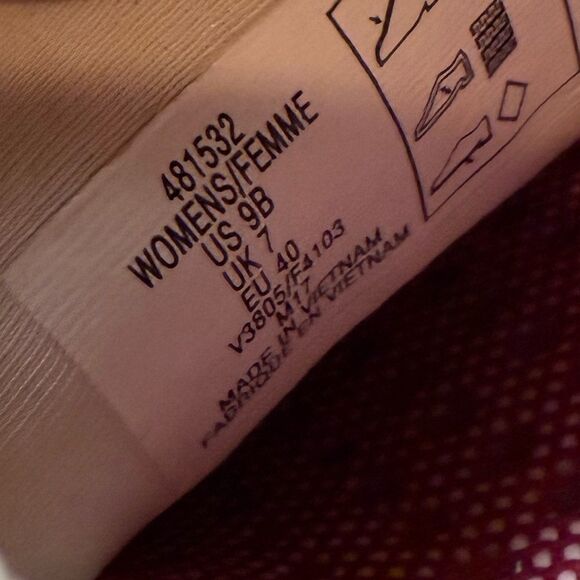 481532
WOMENS/FEMME
US 9B
UK 7
EU 40
V3805/F4103
M17
MADE IN VIETNAM
FABRIQUE EN VIETNAM